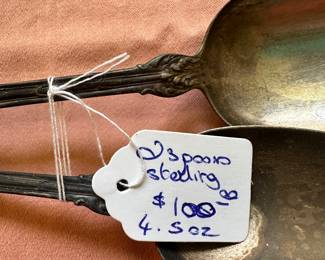 2 spoons
sterling
$100.00
4.5oz